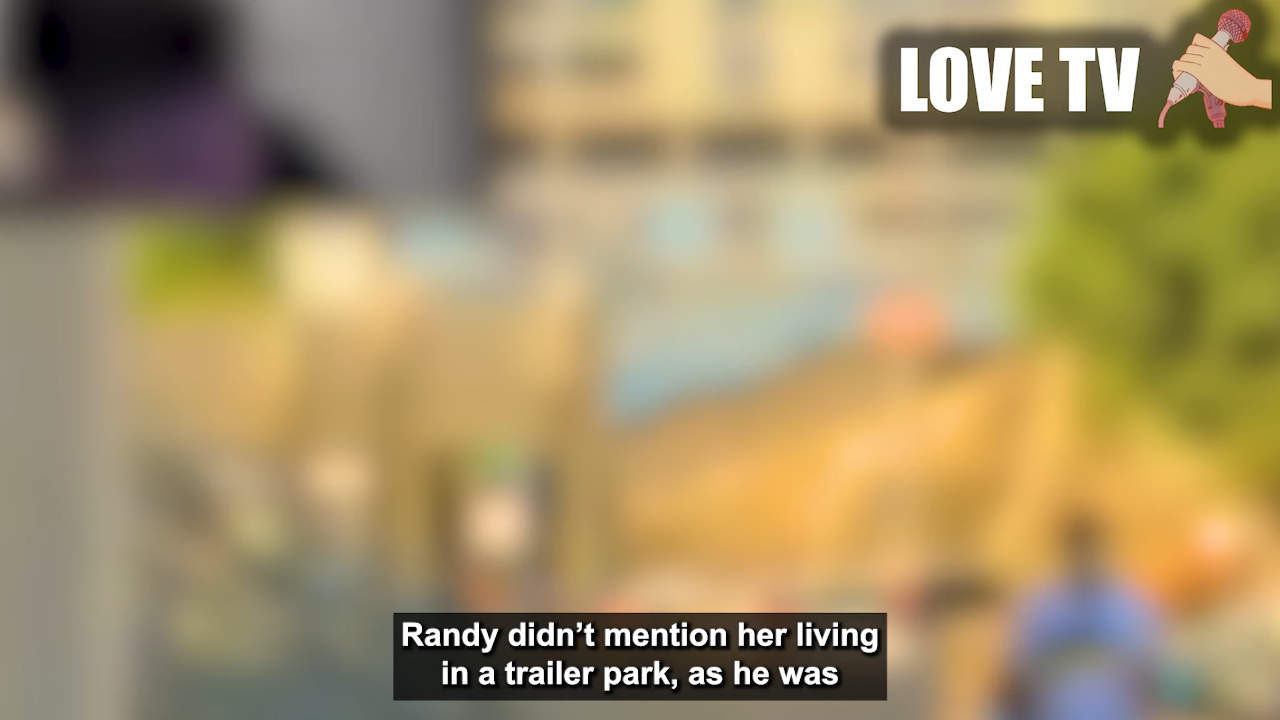 LOVE TV
Randy didn’t mention her living
in a trailer park, as he was